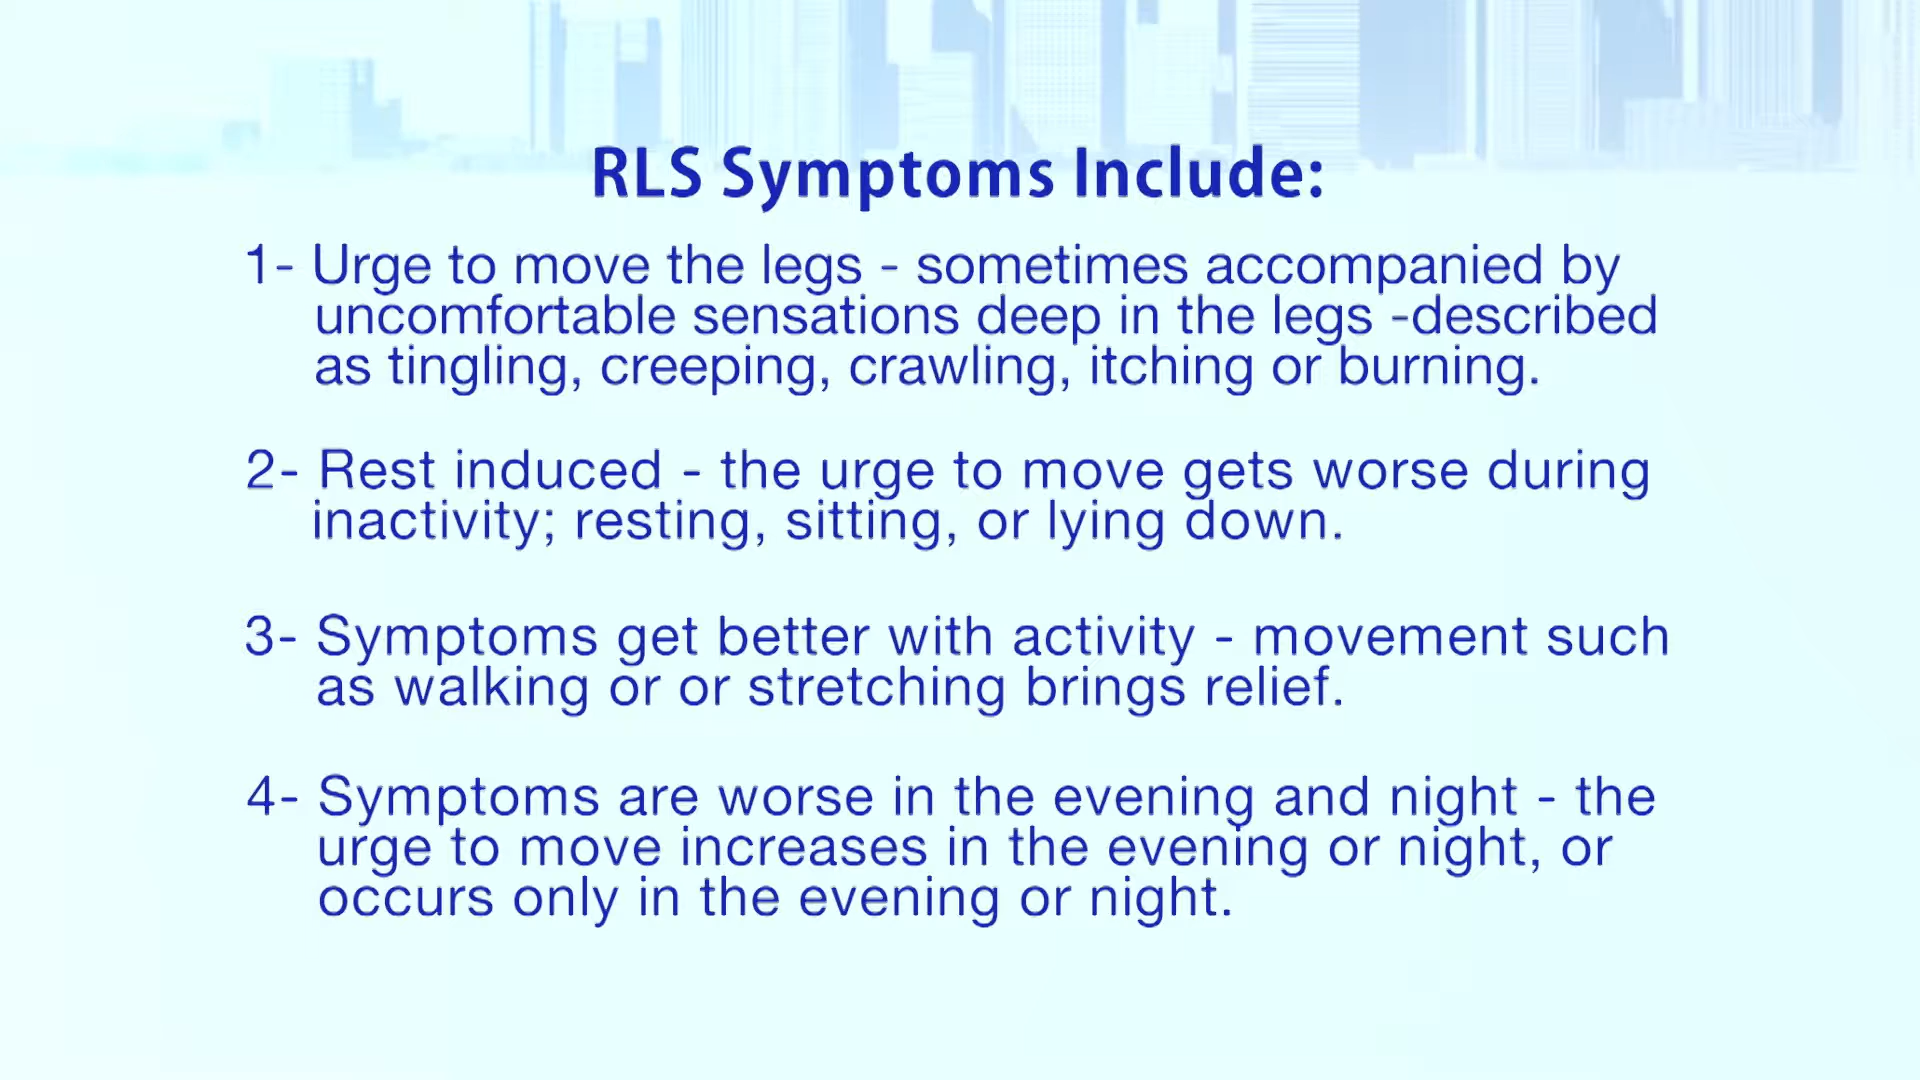 RLS Symptoms Include:
1- Urge to move the legs - sometimes accompanied by
uncomfortable sensations deep in the legs -described
as tingling, creeping, crawling, itching or burning.
2- Rest induced - the urge to move gets worse during
inactivity; resting, sitting, or lying down.
3- Symptoms get better with activity - movement such
as walking or or stretching brings relief.
4- Symptoms are worse in the evening and night - the
urge to move increases in the evening or night, or
occurs only in the evening or night.